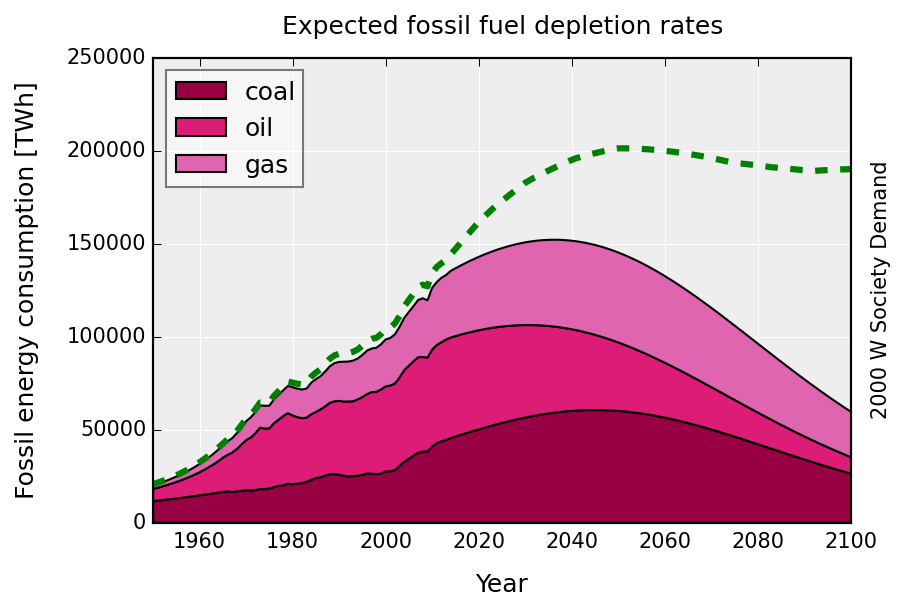 Expected fossil fuel depletion rates
Fossil energy consumption [TWh]
250000
200000
150000
100000
50000
0
coal
oil
gas
1960 1980 2000 2020 2040 2060 2080 2100
Year
2000 W Society Demand